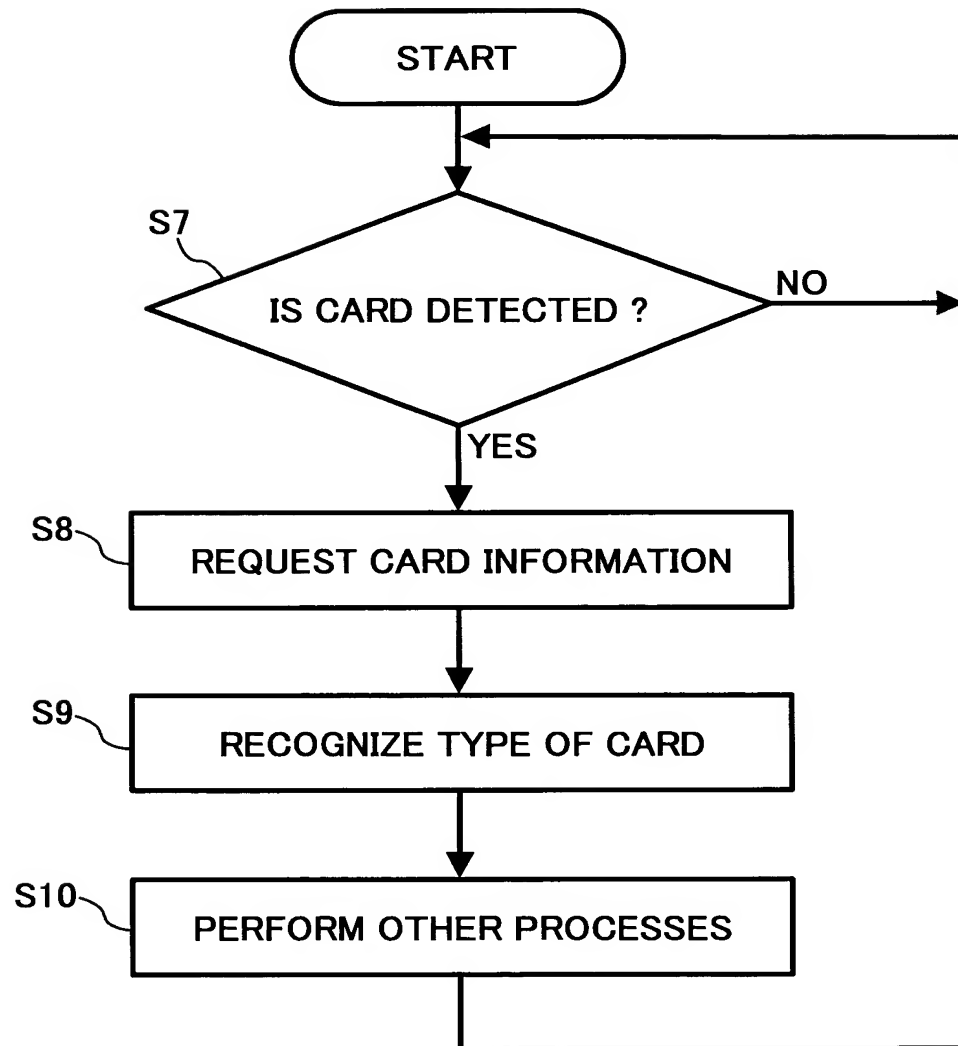 START
S7
IS CARD DETECTED ?
NO
YES
S8
REQUEST CARD INFORMATION
S9
RECOGNIZE TYPE OF CARD
S10
PERFORM OTHER PROCESSES